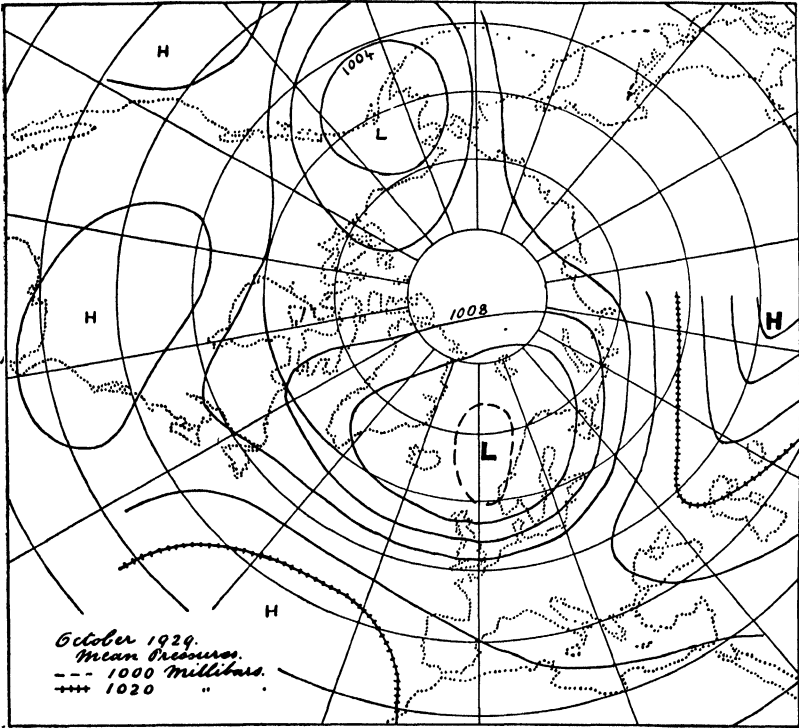 H
1004
L
H
1008
H
L
H
October 1929.
Mean Pressures.
--- 1000 Millibars.
1020 " .